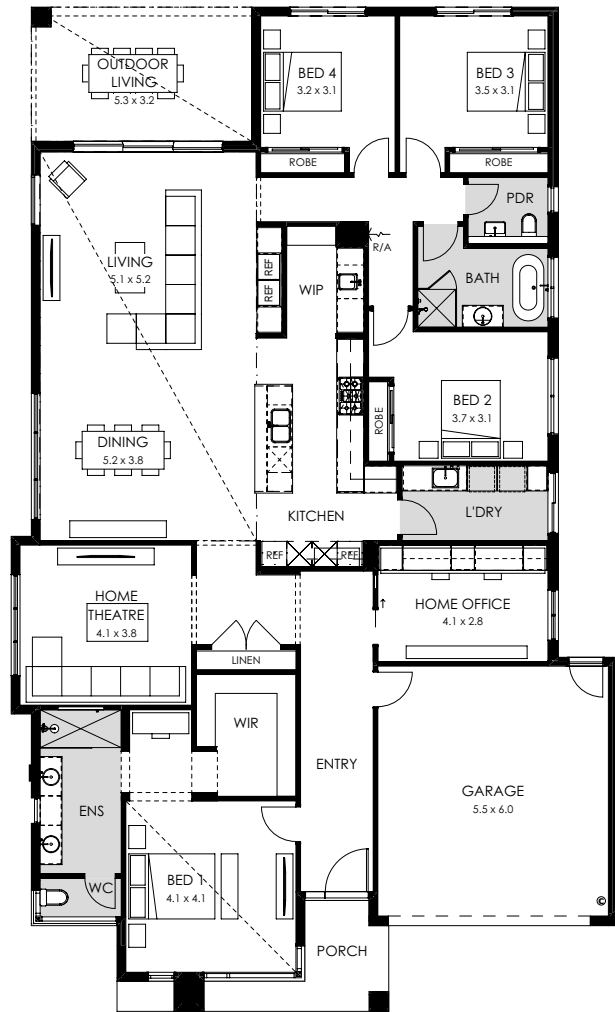 OUTDOOR
LIVING
5.3 x 3.2
BED 4
3.2 x 3.1
BED 3
3.5 x 3.1
ROBE
ROBE
PDR
R/A
LIVING
5.1 x 5.2
REF
REF
WIP
BATH
BED 2
3.7 x 3.1
ROBE
DINING
5.2 x 3.8
KITCHEN
L'DRY
REF
REF
HOME
THEATRE
4.1 x 3.8
HOME OFFICE
4.1 x 2.8
LINEN
WIR
ENTRY
GARAGE
5.5 x 6.0
ENS
WC
BED 1
4.1 x 4.1
PORCH
©